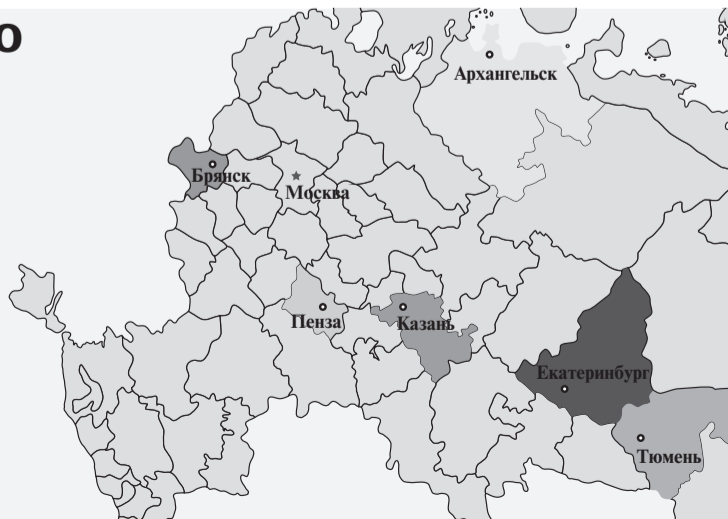 о
Архангельск
Брянск
Москва
Пенза
Казань
Екатеринбург
Тюмень